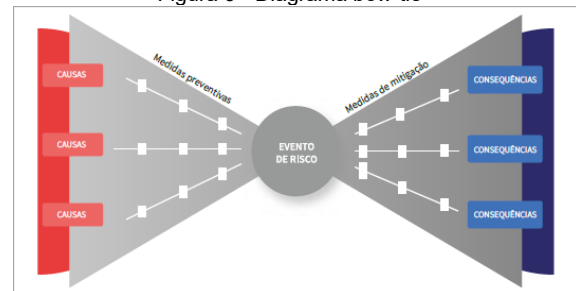 Medidas preventivas
Medidas de mitigação
CAUSAS
CONSEQUÊNCIAS
EVENTO
DE RISCO
CAUSAS
CONSEQUÊNCIAS
CAUSAS
CONSEQUÊNCIAS